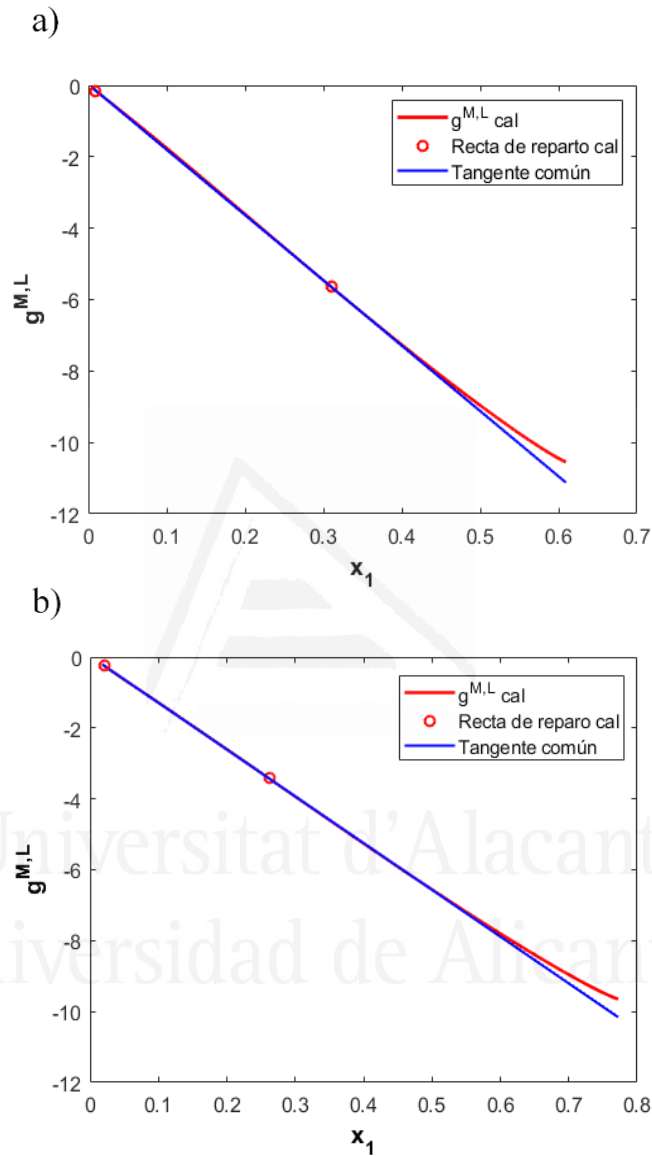 a)
0
-2
-4
-6
-8
-10
-12
g^M,L
g^M,L cal
Recta de reparto cal
Tangente común
0 0.1 0.2 0.3 0.4 0.5 0.6 0.7
x_1
b)
0
-2
-4
-6
-8
-10
-12
g^M,L
g^M,L cal
Recta de reparo cal
Tangente común
0 0.1 0.2 0.3 0.4 0.5 0.6 0.7 0.8
x_1
Universitat d'Alacant
Universidad de Alicante